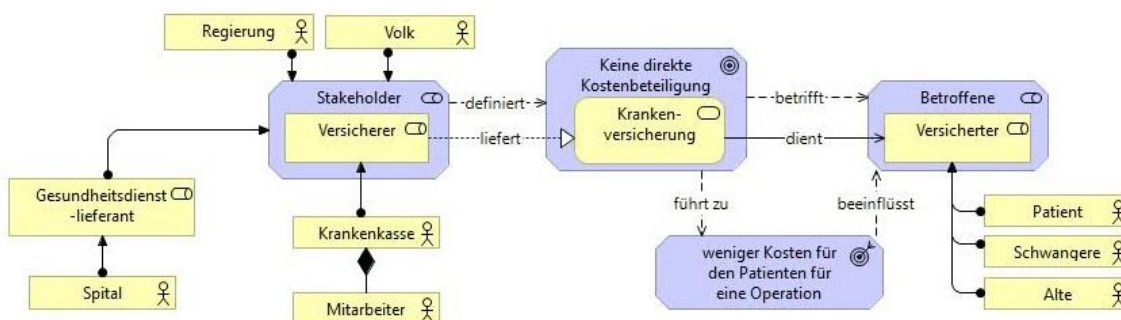 Regierung
Volk
Stakeholder
Versicherer
definiert
liefert
Keine direkte
Kostenbeteiligung
Kranken-
versicherung
betrifft
dient
Betroffene
Versicherter
Gesundheitsdienst
-lieferant
Spital
Krankenkasse
Mitarbeiter
führt zu
beeinflüsst
weniger Kosten für
den Patienten für
eine Operation
Patient
Schwangere
Alte